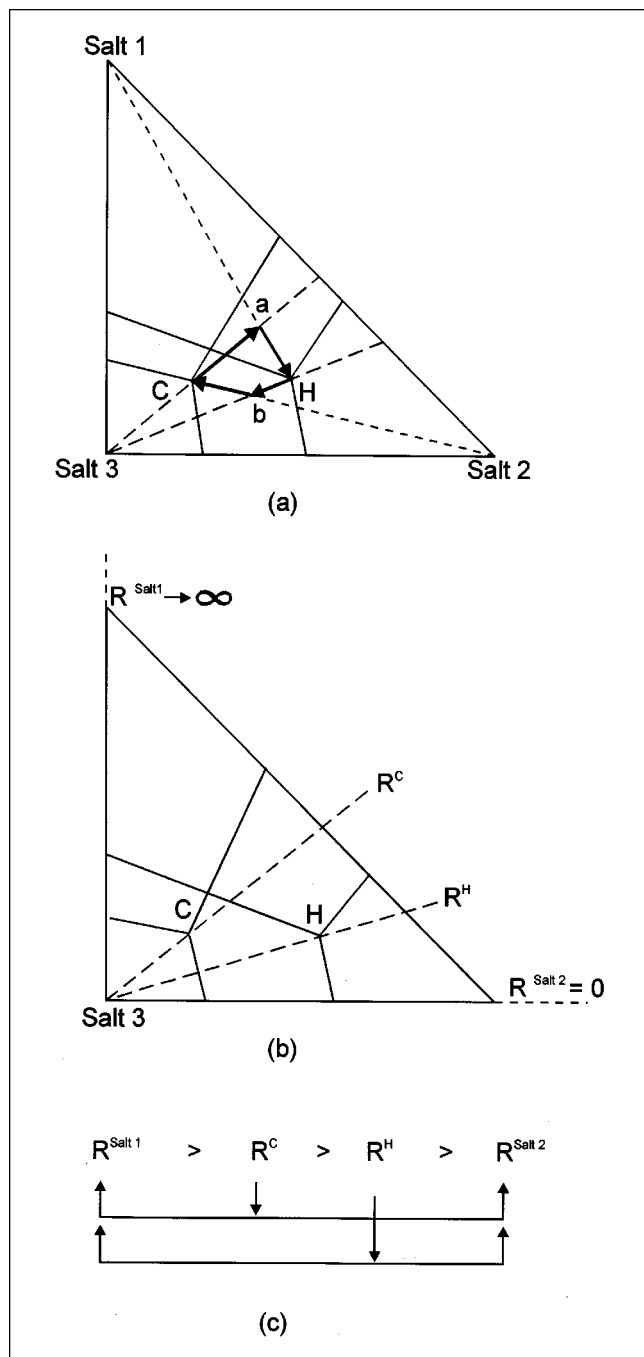 Salt 1
a
C
H
b
Salt 3
Salt 2
(a)
R Salt1 → ∞
R C
R H
C
H
R Salt 2 = 0
Salt 3
(b)
R Salt 1 > R C > R H > R Salt 2
(c)